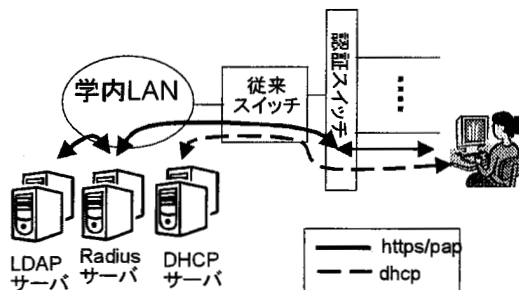 学内LAN
従来
スイッチ
認証スイッチ
LDAP
サーバ
Radius
サーバ
DHCP
サーバ
https/pap
dhcp